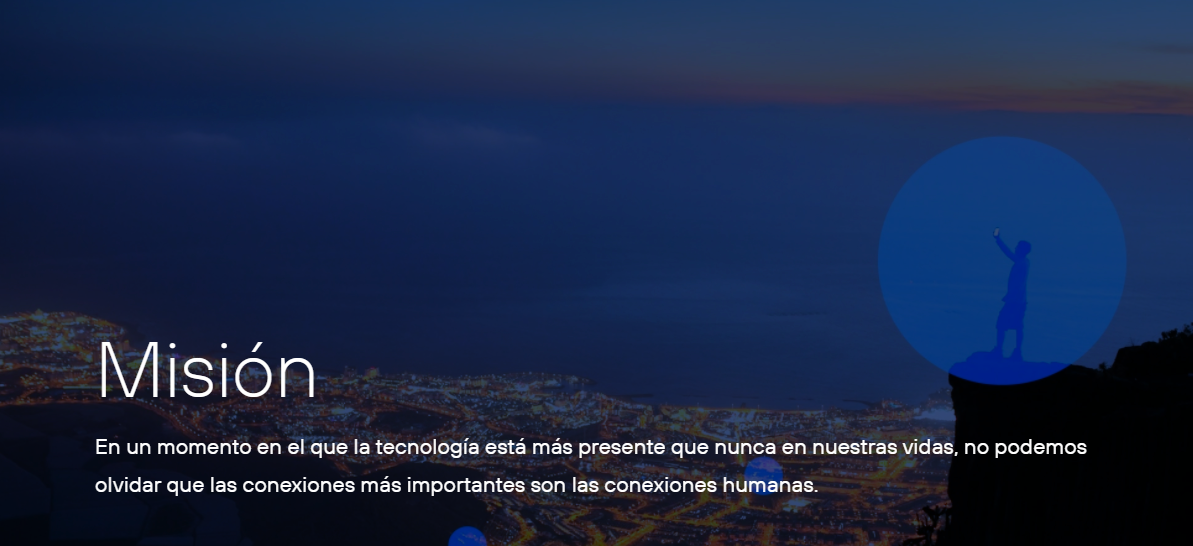 Misión
En un momento en el que la tecnología está más presente que nunca en nuestras vidas, no podemos
olvidar que las conexiones más importantes son las conexiones humanas.